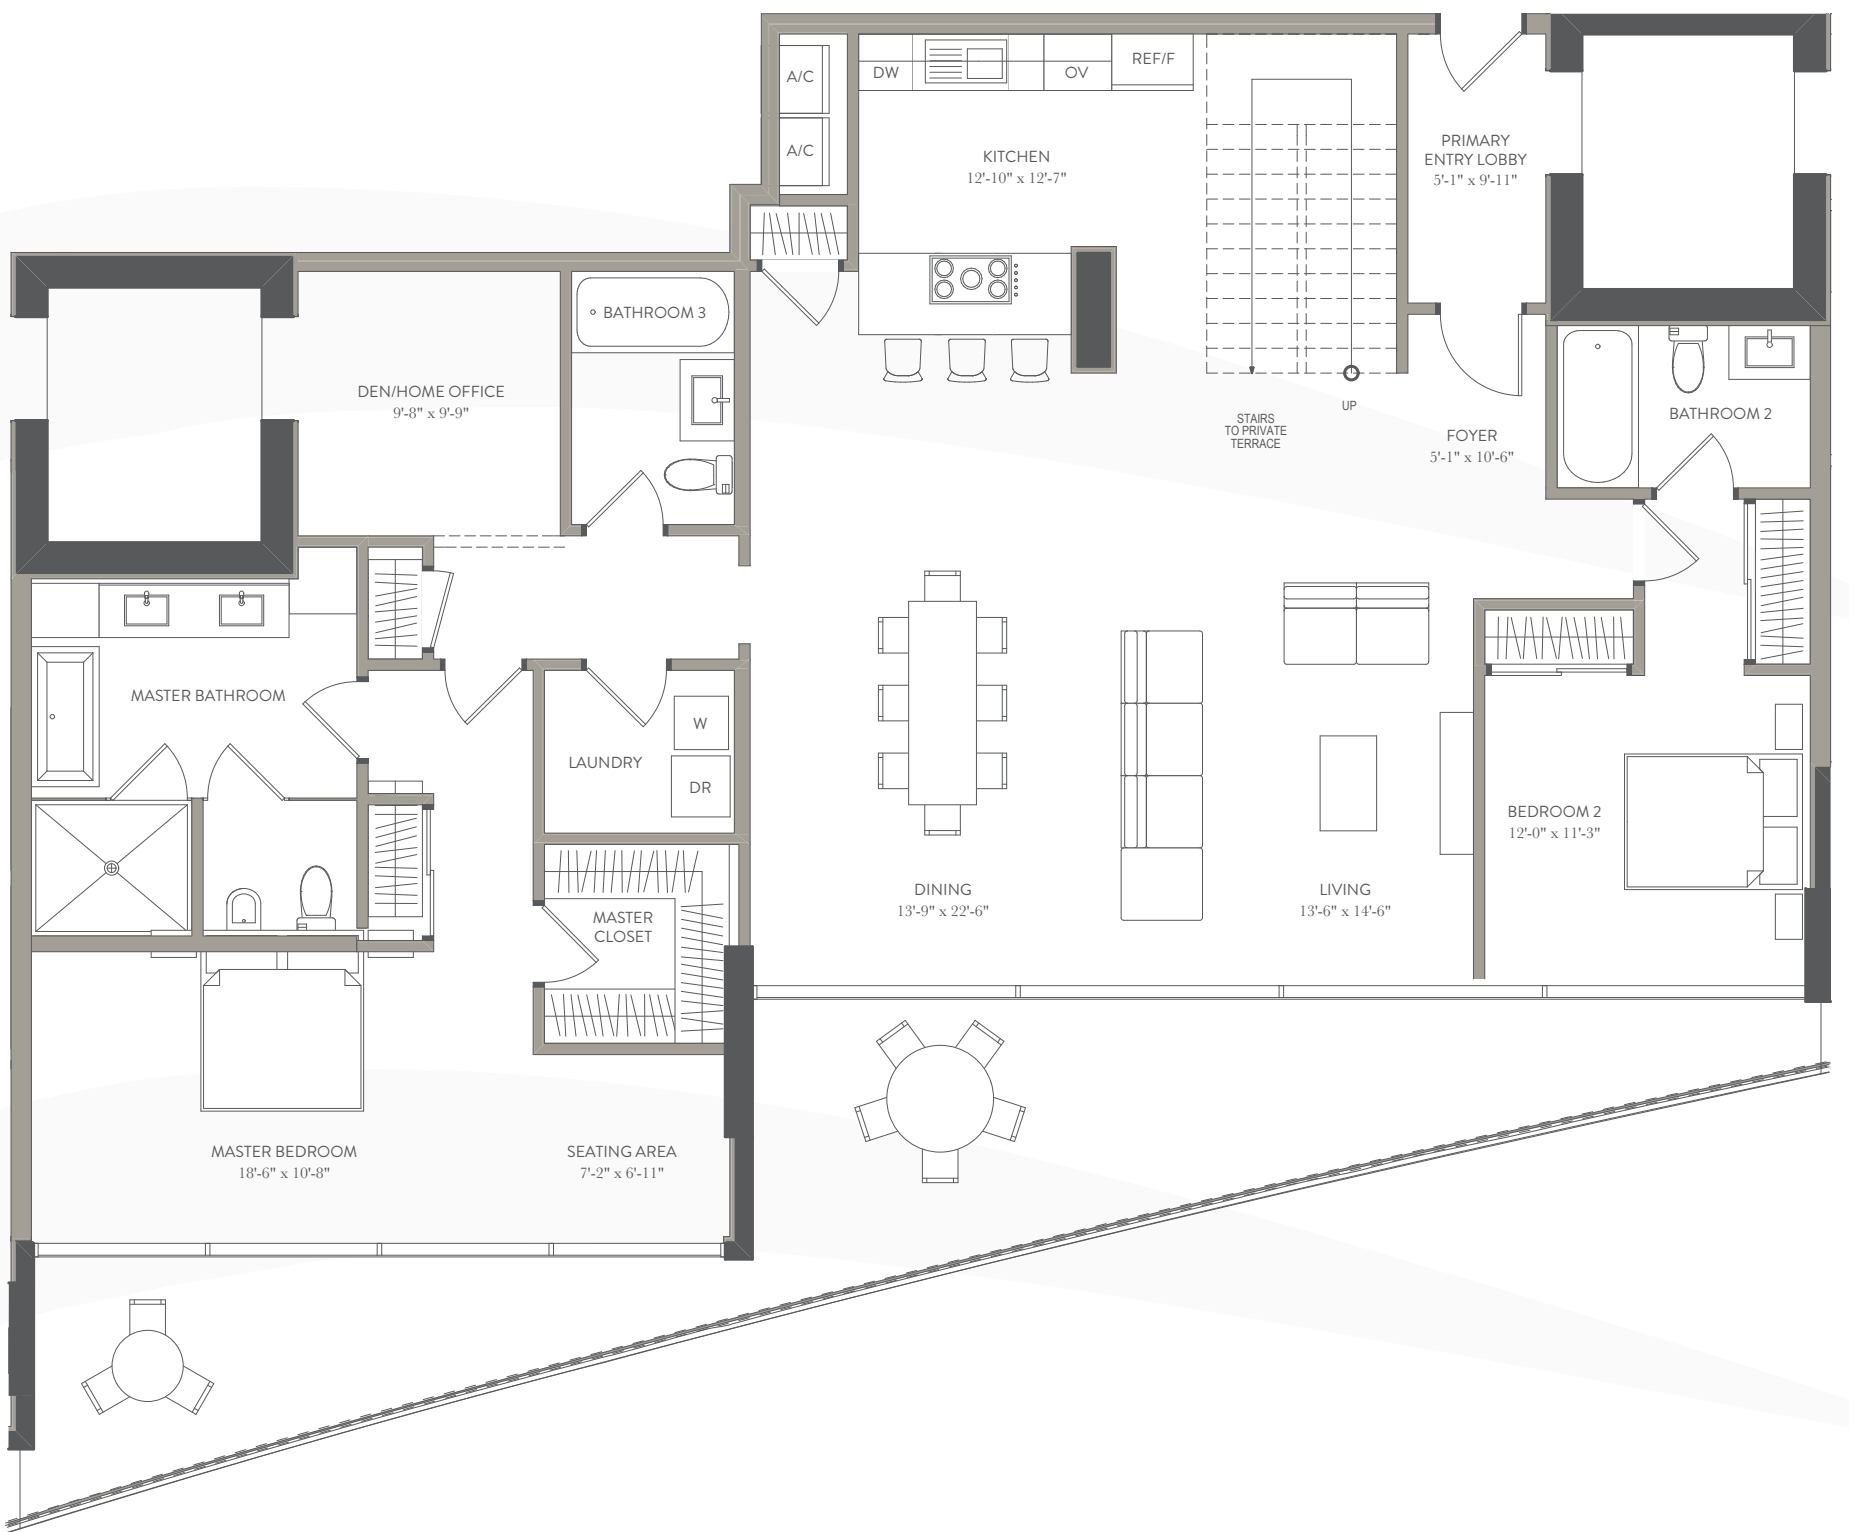 A/C
A/C
DW
OV
REF/F
KITCHEN
12'-10" x 12'-7"
PRIMARY
ENTRY LOBBY
5'-1" x 9'-11"
BATHROOM 3
DEN/HOME OFFICE
9'-8" x 9'-9"
STAIRS
TO PRIVATE
TERRACE
UP
FOYER
5'-1" x 10'-6"
BATHROOM 2
MASTER BATHROOM
LAUNDRY
W
DR
MASTER
CLOSET
DINING
13'-9" x 22'-6"
LIVING
13'-6" x 14'-6"
BEDROOM 2
12'-0" x 11'-3"
MASTER BEDROOM
18'-6" x 10'-8"
SEATING AREA
7'-2" x 6'-11"